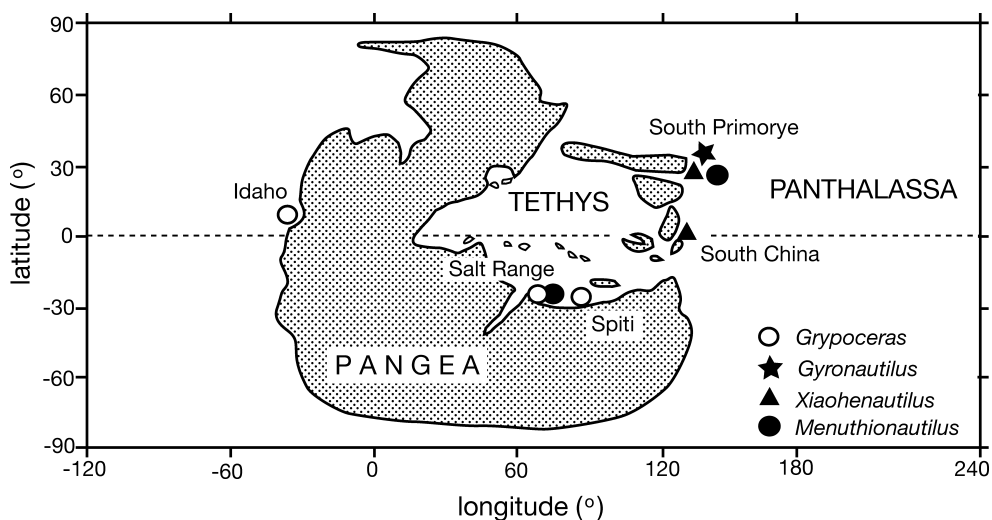 90
60
30
0
-30
-60
-90
latitude (º)
South Primorye
Idaho
TETHYS
PANTHALASSA
South China
Salt Range
Spiti
PANGEA
Grypoceras
Gyronautilus
Xiaohenautilus
Menuthionautilus
-120
-60
0
60
120
180
240
longitude (º)